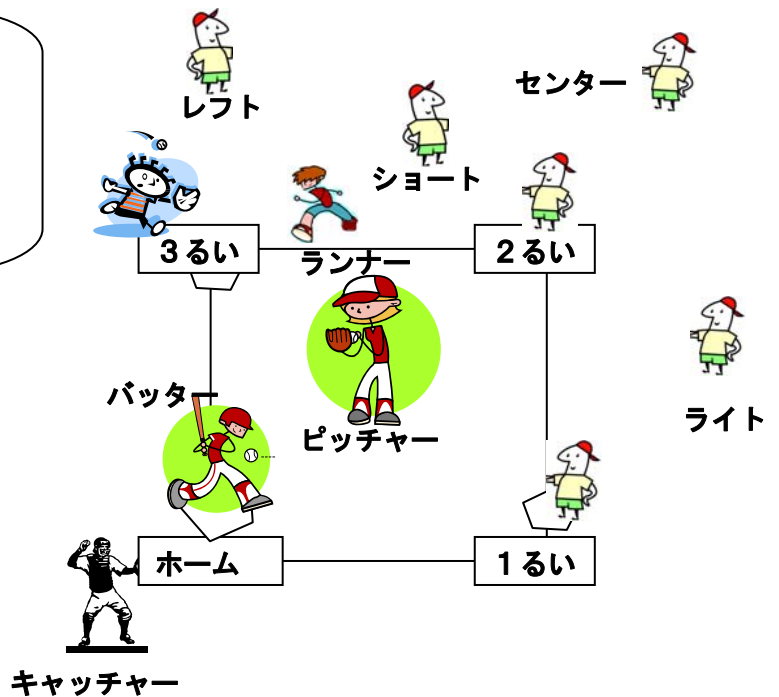 レフト
センター
ショート
3るい
2るい
ランナー
バッター
ピッチャー
ライト
ホーム
1るい
キャッチャー